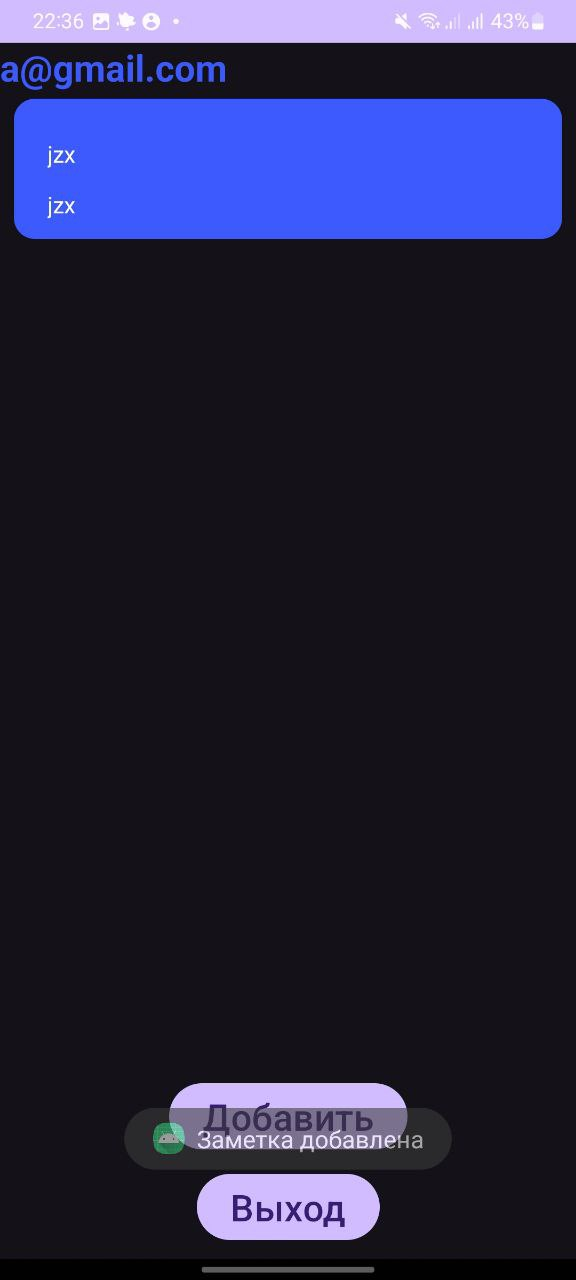 22:36 43%
a@gmail.com
jzx
jzx
Добавить
Заметка добавлена
Выход